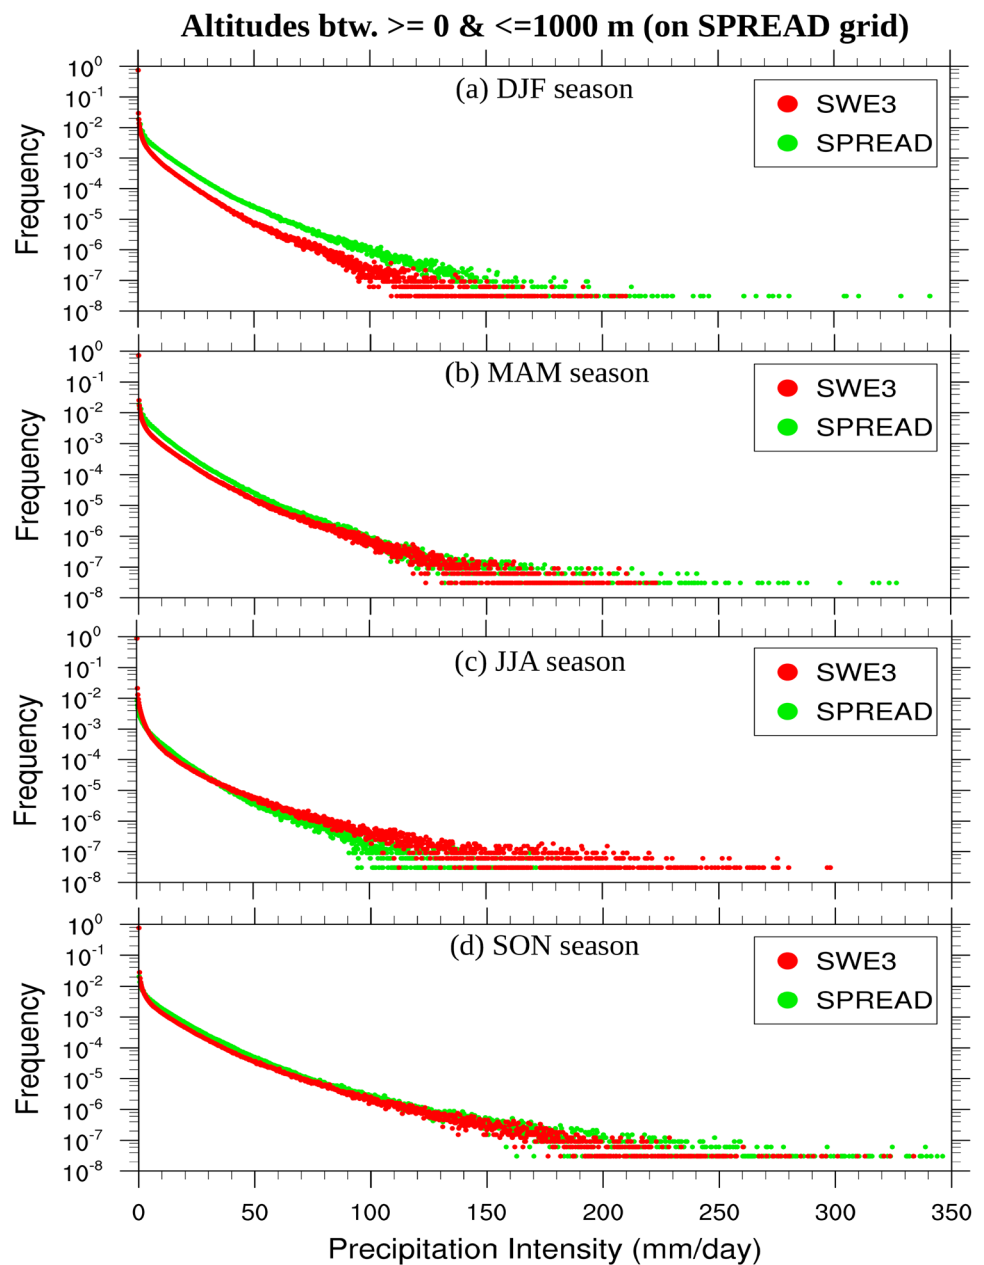 Altitudes btw. >= 0 & <=1000 m (on SPREAD grid)
(a) DJF season
SWE3
SPREAD
Frequency
10^0
10^-1
10^-2
10^-3
10^-4
10^-5
10^-6
10^-7
10^-8
(b) MAM season
SWE3
SPREAD
Frequency
10^0
10^-1
10^-2
10^-3
10^-4
10^-5
10^-6
10^-7
10^-8
(c) JJA season
SWE3
SPREAD
Frequency
10^0
10^-1
10^-2
10^-3
10^-4
10^-5
10^-6
10^-7
10^-8
(d) SON season
SWE3
SPREAD
Frequency
10^0
10^-1
10^-2
10^-3
10^-4
10^-5
10^-6
10^-7
10^-8
0 50 100 150 200 250 300 350
Precipitation Intensity (mm/day)